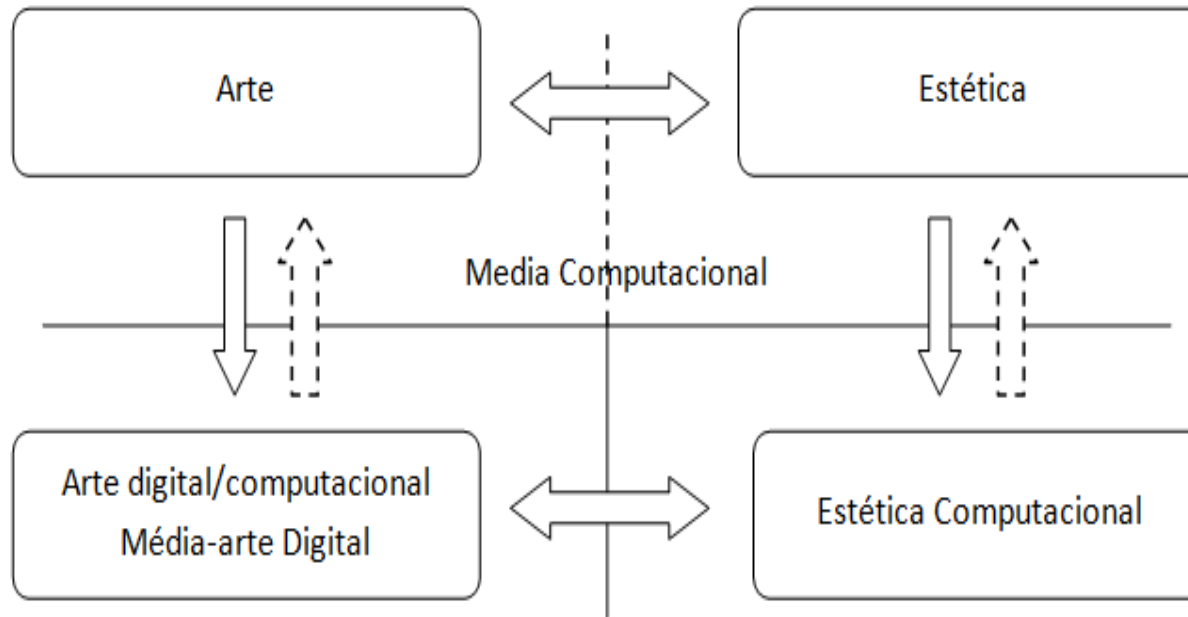 Arte
Estética
Media Computacional
Arte digital/computacional
Média-arte Digital
Estética Computacional